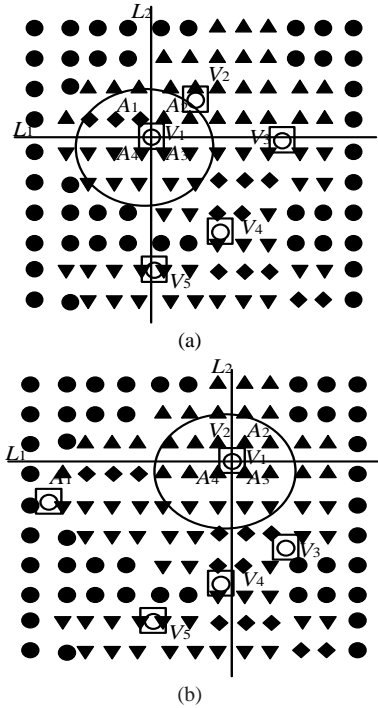 L2
V2
A1 A2
L1 V1 V3
A4 A3
V4
V5
(a)
L2
V2 A2
L1 V1
A1 A4 A3
V3
V4
V5
(b)